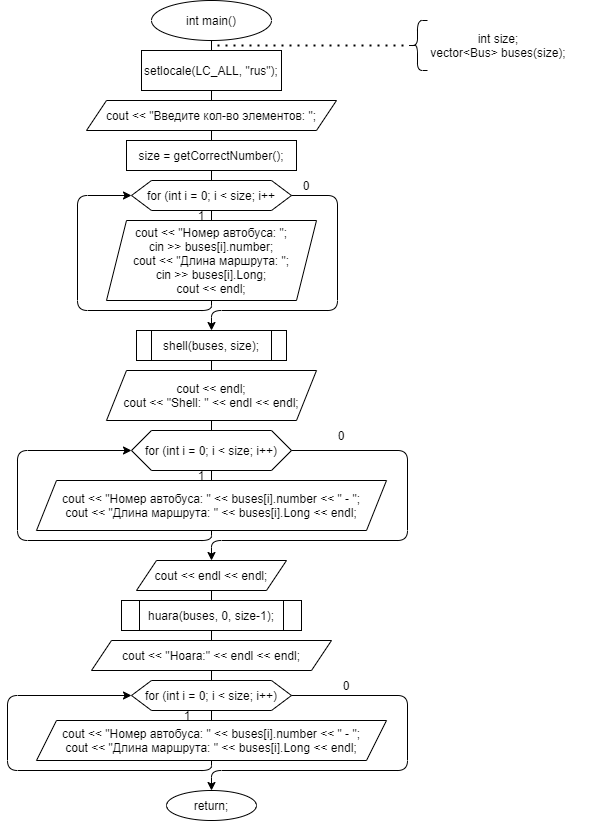 int main()
int size;
vector<Bus> buses(size);
setlocale(LC_ALL, "rus");
cout << "Введите кол-во элементов: ";
size = getCorrectNumber();
for (int i = 0; i < size; i++
0
1
cout << "Номер автобуса: ";
cin >> buses[i].number;
cout << "Длина маршрута: ";
cin >> buses[i].Long;
cout << endl;
shell(buses, size);
cout << endl;
cout << "Shell: " << endl << endl;
for (int i = 0; i < size; i++)
0
1
cout << "Номер автобуса: " << buses[i].number << " - ";
cout << "Длина маршрута: " << buses[i].Long << endl;
cout << endl << endl;
huara(buses, 0, size-1);
cout << "Hoara:" << endl << endl;
for (int i = 0; i < size; i++)
0
1
cout << "Номер автобуса: " << buses[i].number << " - ";
cout << "Длина маршрута: " << buses[i].Long << endl;
return;